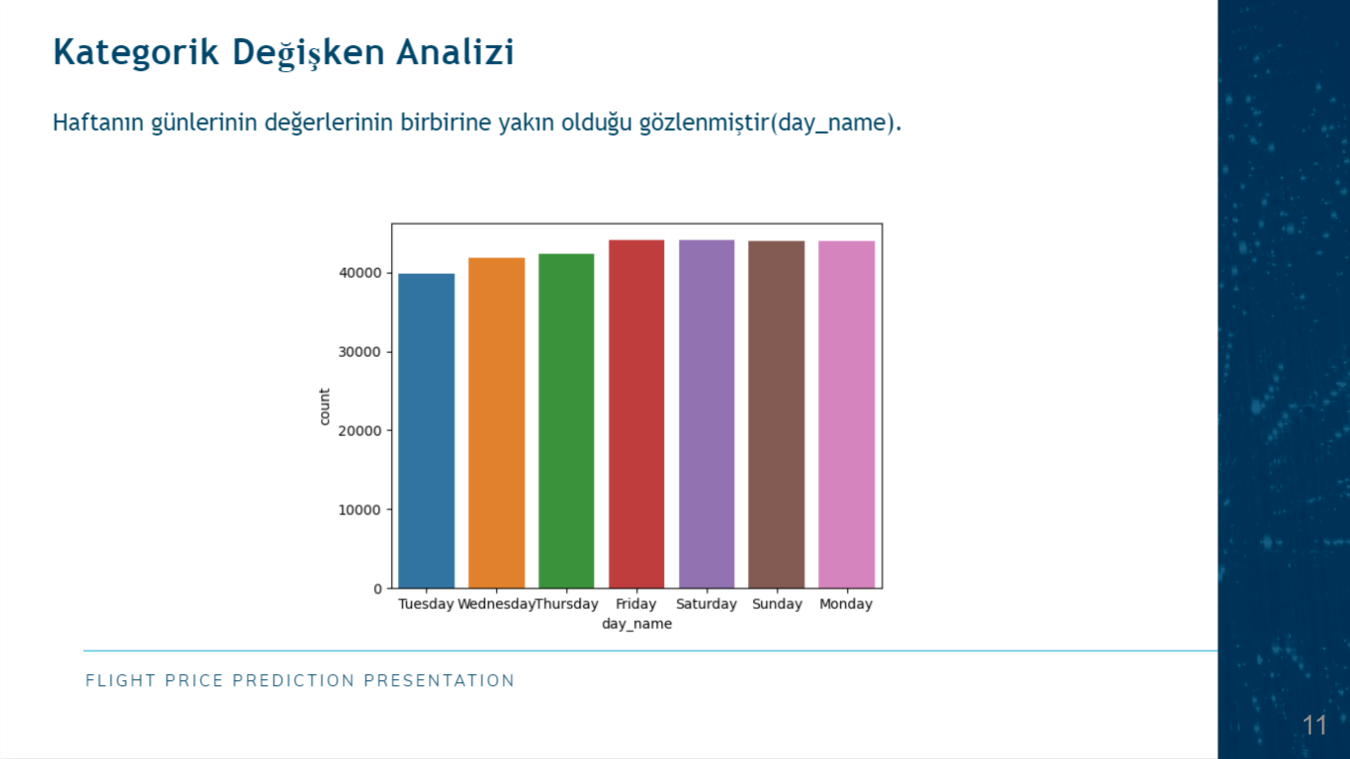 Kategorik Değişken Analizi
Haftanın günlerinin değerlerinin birbirine yakın olduğu gözlenmiştir(day_name).
40000
30000
20000
10000
0
count
Tuesday Wednesday Thursday Friday Saturday Sunday Monday
day_name
FLIGHT PRICE PREDICTION PRESENTATION
11